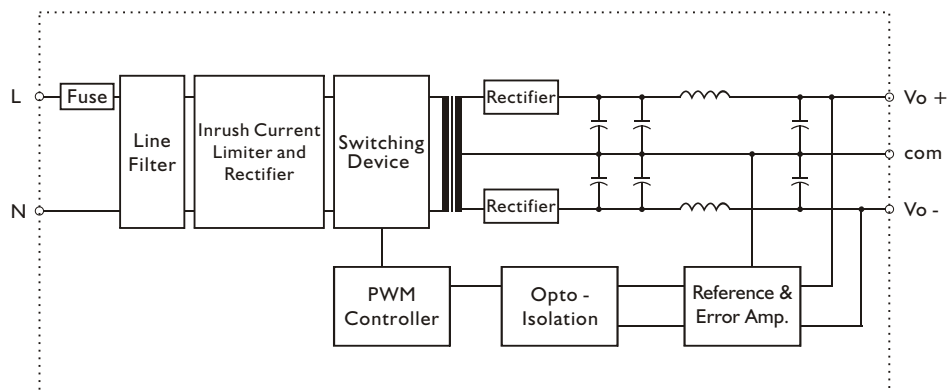 L
Fuse
Line
Filter
Inrush Current
Limiter and
Rectifier
Switching
Device
Rectifier
Vo +
com
N
Rectifier
Vo -
PWM
Controller
Opto -
Isolation
Reference &
Error Amp.